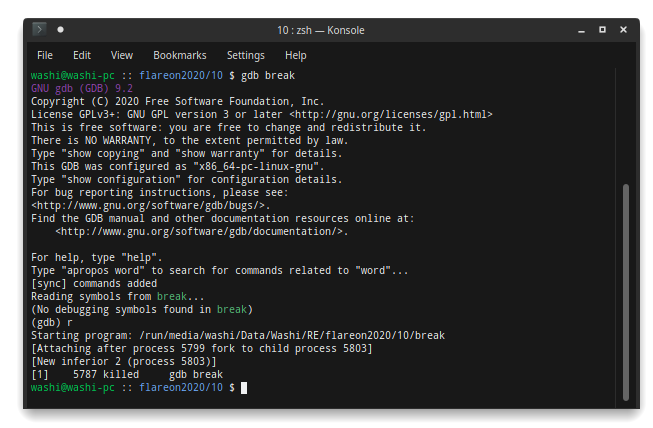 10 : zsh — Konsole
File Edit View Bookmarks Settings Help
washi@washi-pc :: flareon2020/10 $ gdb break
GNU gdb (GDB) 9.2
Copyright (C) 2020 Free Software Foundation, Inc.
License GPLv3+: GNU GPL version 3 or later <http://gnu.org/licenses/gpl.html>
This is free software: you are free to change and redistribute it.
There is NO WARRANTY, to the extent permitted by law.
Type "show copying" and "show warranty" for details.
This GDB was configured as "x86_64-pc-linux-gnu".
Type "show configuration" for configuration details.
For bug reporting instructions, please see:
<http://www.gnu.org/software/gdb/bugs/>.
Find the GDB manual and other documentation resources online at:
    <http://www.gnu.org/software/gdb/documentation/>.
For help, type "help".
Type "apropos word" to search for commands related to "word"...
[sync] commands added
Reading symbols from break...
(No debugging symbols found in break)
(gdb) r
Starting program: /run/media/washi/Data/Washi/RE/flareon2020/10/break
[Attaching after process 5799 fork to child process 5803]
[New inferior 2 (process 5803)]
[1]    5787 killed     gdb break
washi@washi-pc :: flareon2020/10 $